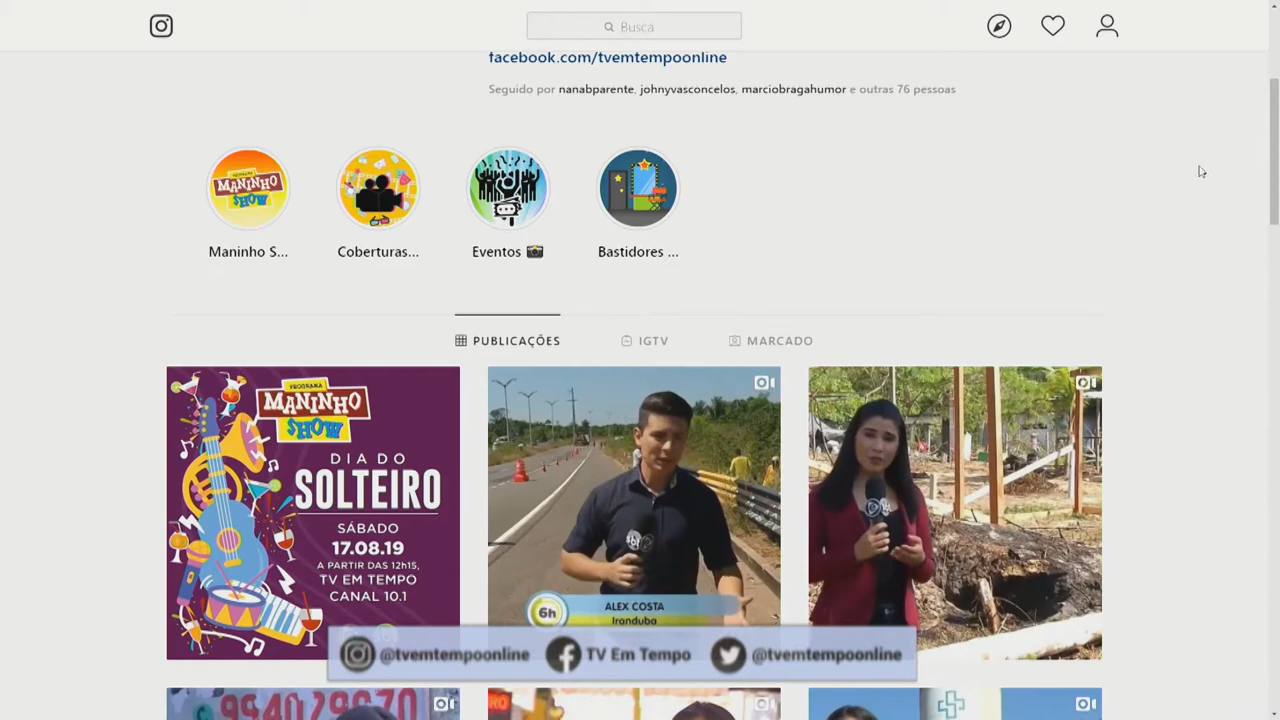 Busca
facebook.com/tvemtempoonline
Seguido por nanabparente, johnyvasconcelos, marciobragahumor e outras 76 pessoas
MANINHO
SHOW
Maninho S...
Coberturas...
Eventos 📸
Bastidores ...
PUBLICAÇÕES
IGTV
MARCADO
PROGRAMA
MANINHO
SHOW
DIA DO
SOLTEIRO
SÁBADO
17.08.19
A PARTIR DAS 12h15,
TV EM TEMPO
CANAL 10.1
6h
ALEX COSTA
Iranduba
@tvemtempoonline
TV Em Tempo
@tvemtempoonline